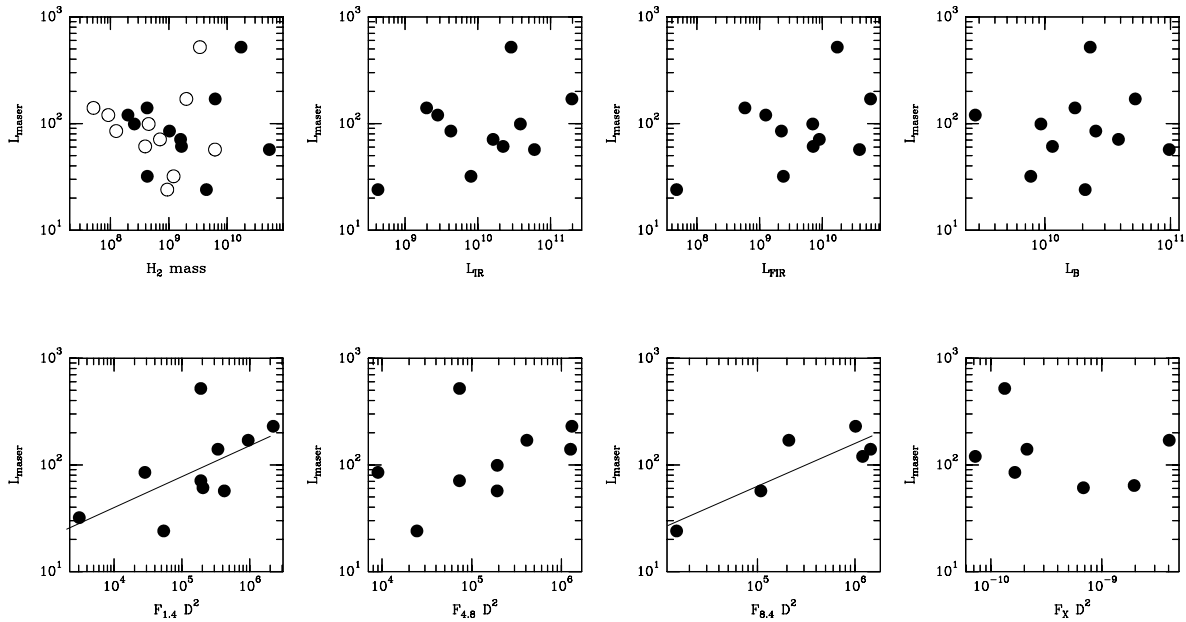 10³
10²
10¹
L_maser
10⁸ 10⁹ 10¹⁰
H₂ mass
10³
10²
10¹
L_maser
10⁹ 10¹⁰ 10¹¹
L_IR
10³
10²
10¹
L_maser
10⁸ 10⁹ 10¹⁰
L_FIR
10³
10²
10¹
L_maser
10¹⁰ 10¹¹
L_B
10³
10²
10¹
L_maser
10⁴ 10⁵ 10⁶
F_1.4 D²
10³
10²
10¹
L_maser
10⁴ 10⁵ 10⁶
F_4.8 D²
10³
10²
10¹
L_maser
10⁵ 10⁶
F_8.4 D²
10³
10²
10¹
L_maser
10⁻¹⁰ 10⁻⁹
F_X D²